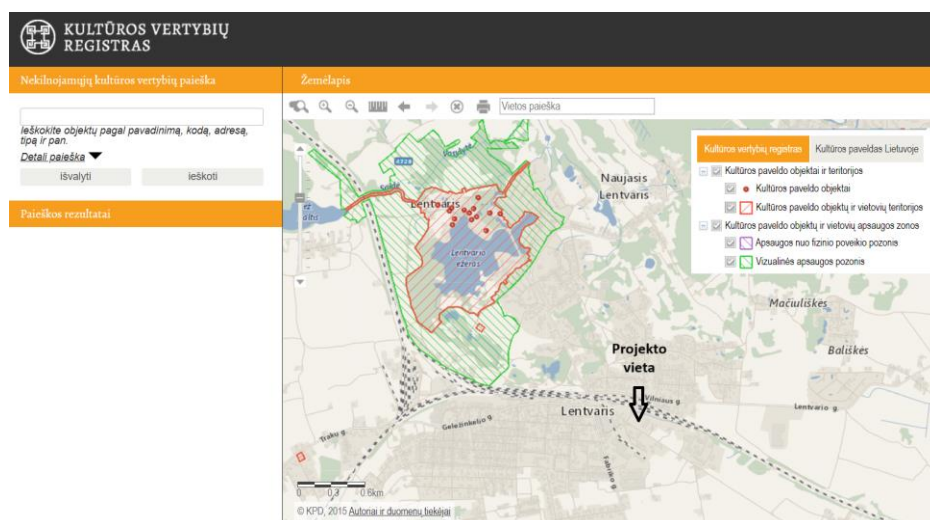 KULTŪROS VERTYBIŲ
REGISTRAS
Nekilnojamųjų kultūros vertybių paieška
Ieškokite objektų pagal pavadinimą, kodą, adresą,
tipą ir pan.
Detali paieška
išvalyti
ieškoti
Paieškos rezultatai
Žemėlapis
Vietos paieška
Kultūros vertybių registras
Kultūros paveldas Lietuvoje
Kultūros paveldo objektai ir teritorijos
Kultūros paveldo objektai
Kultūros paveldo objektų ir vietovių teritorijos
Kultūros paveldo objektų ir vietovių apsaugos zonos
Apsaugos nuo fizinio poveikio pozonis
Vizualinės apsaugos pozonis
4728
Lentvaris
Naujasis
Lentvaris
Lentvario
ežeras
Mačiuliškės
Bališkės
Projekto
vieta
Vilniaus g.
Lentvario g.
Lentvaris
Geležinkelio g.
Trakų g.
Fabriko g.
0 0.3 0.6km
© KPD, 2015 Autoriai ir duomenų tiekėjai